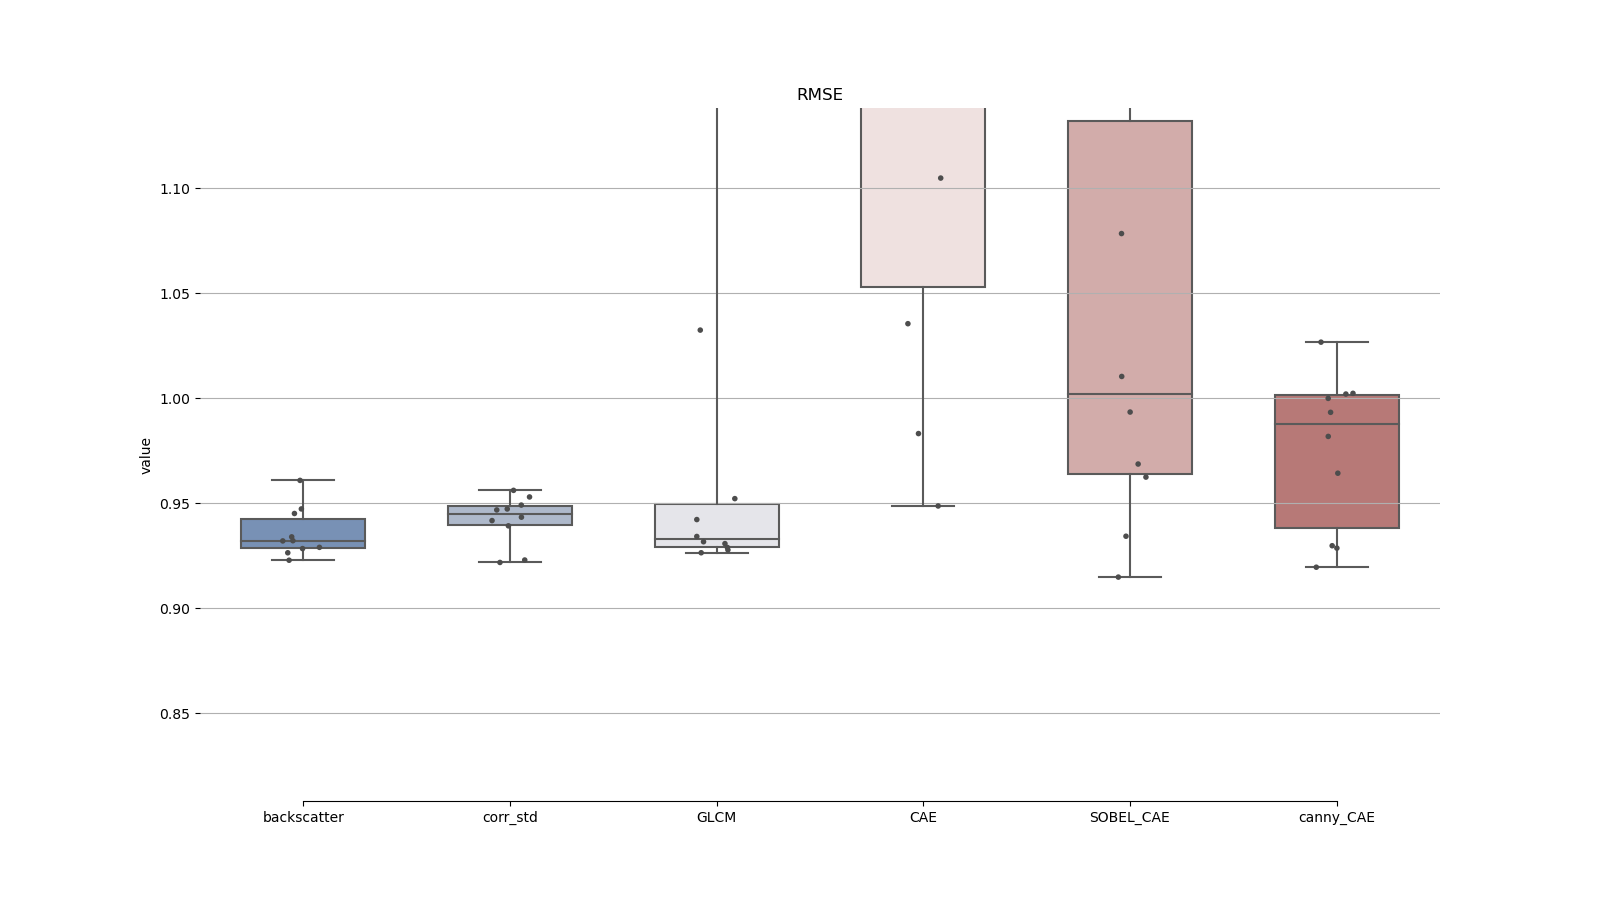 RMSE
1.10
1.05
1.00
0.95
0.90
0.85
value
backscatter corr_std GLCM CAE SOBEL_CAE canny_CAE